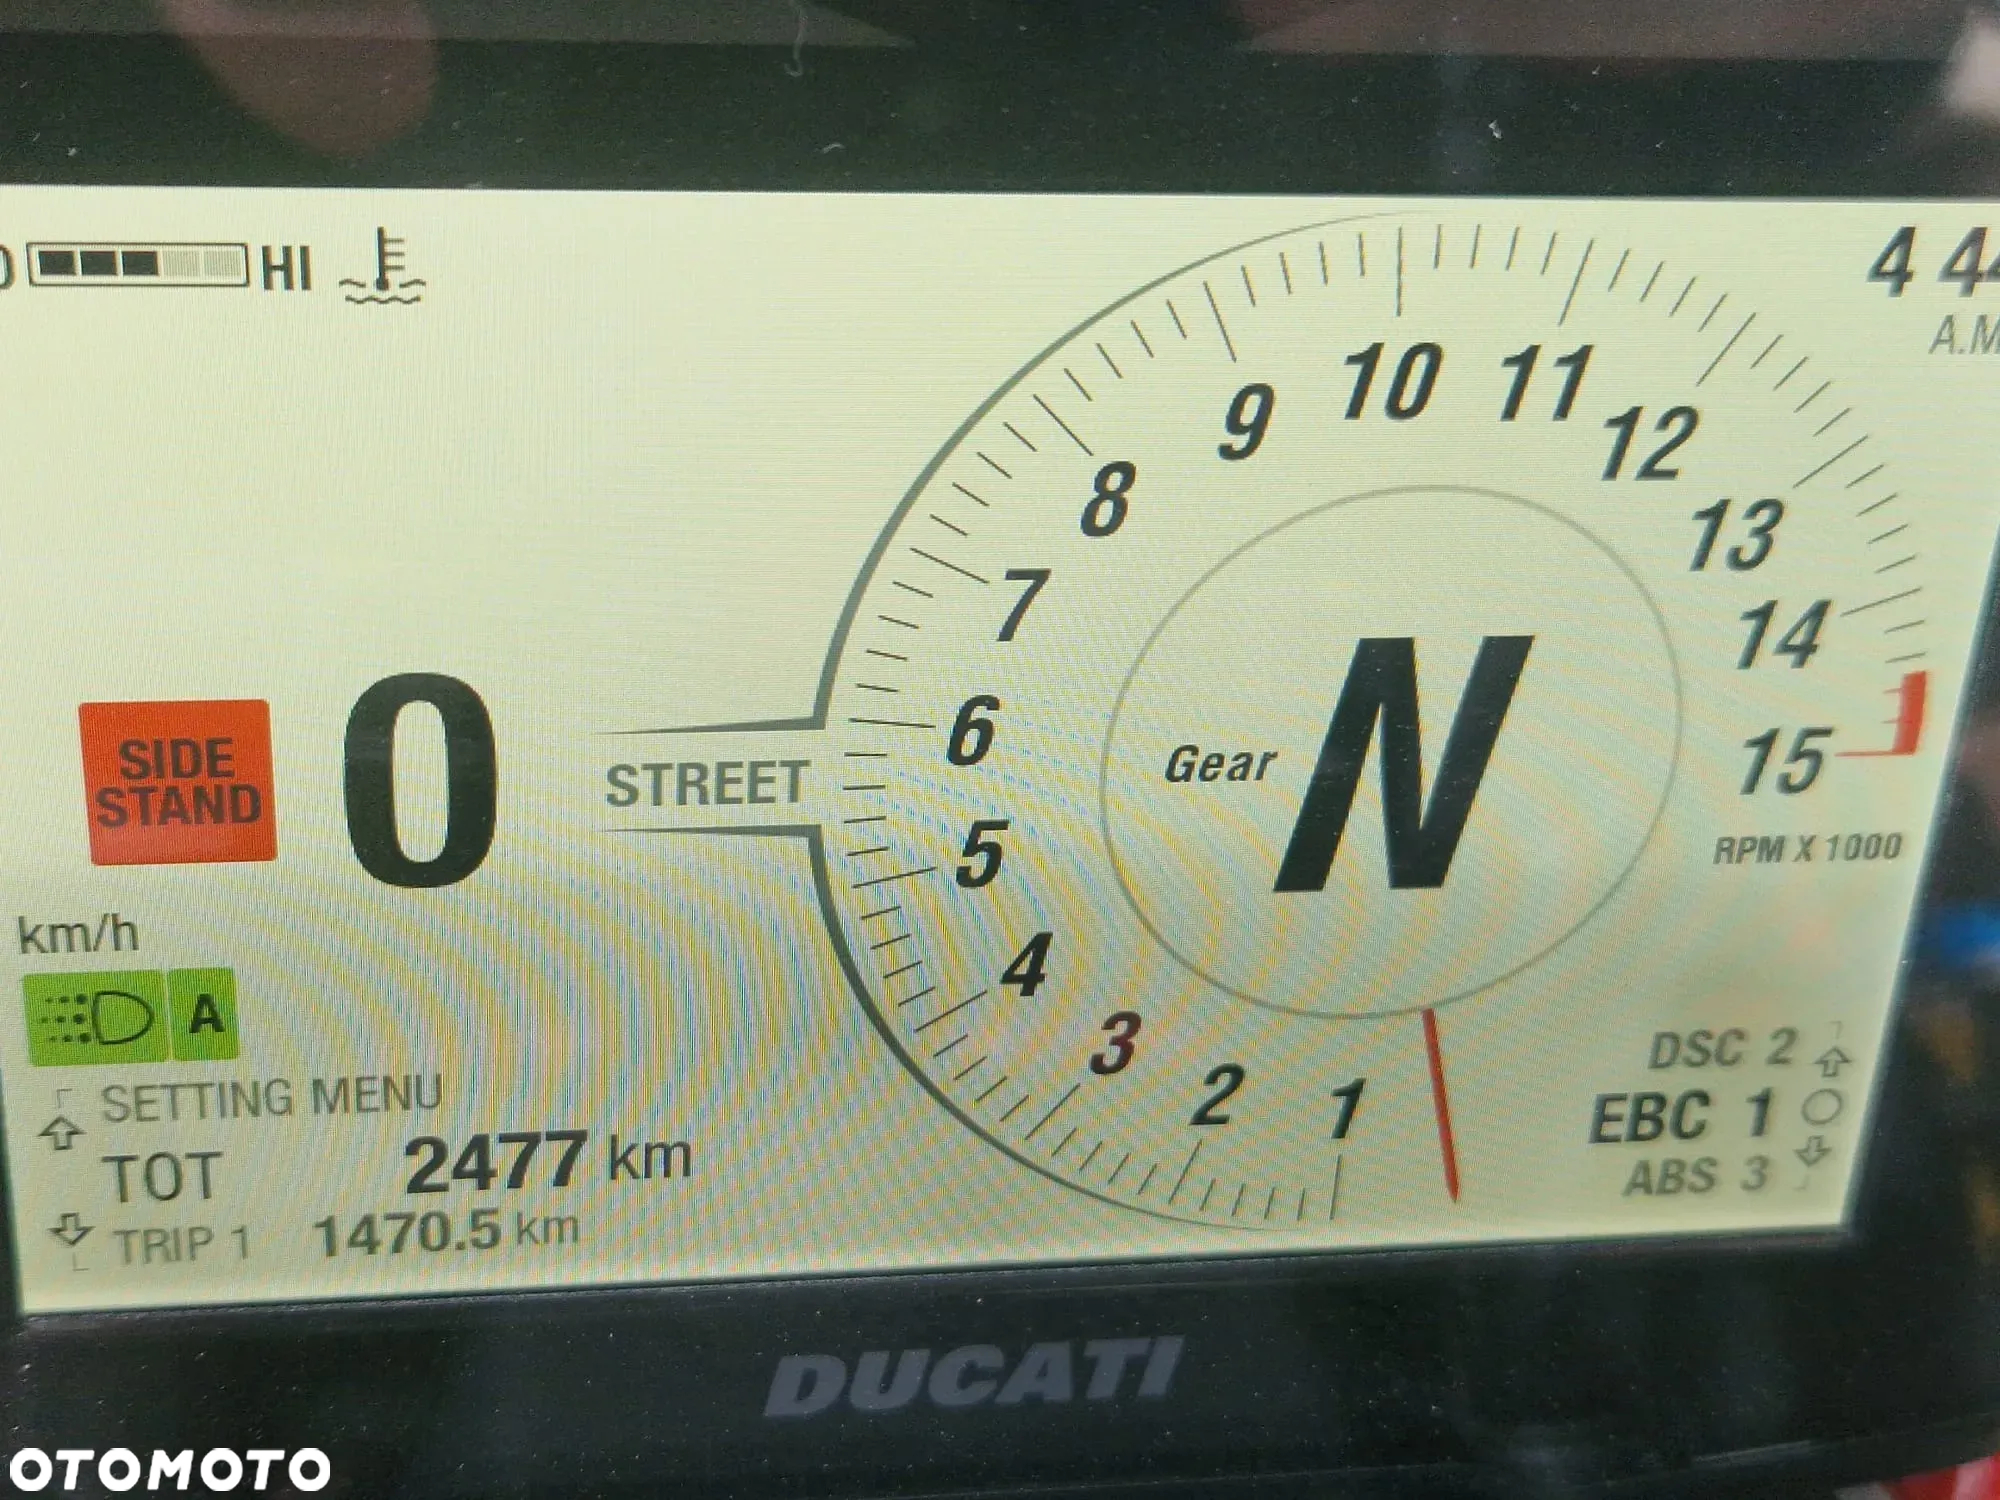 HI
4 4
A.M
10
11
9
12
8
13
7
14
6
SIDE
STAND
0
STREET
Gear
N
15
5
RPM X 1000
km/h
4
A
3
DSC 2
SETTING MENU
2
1
EBC 1
TOT 2477 km
ABS 3
TRIP 1 1470.5 km
DUCATI
OTOMOTO